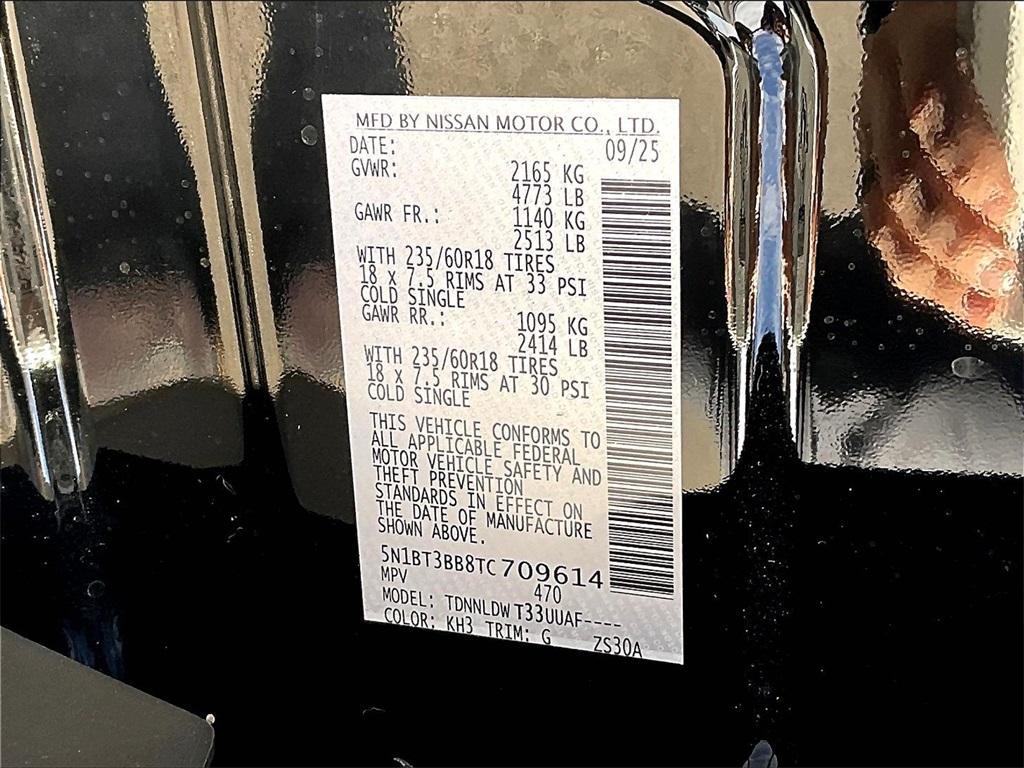 MFD BY NISSAN MOTOR CO., LTD.
DATE: 09/25
GVWR: 2165 KG
4773 LB
GAWR FR.: 1140 KG
2513 LB
WITH 235/60R18 TIRES
18 X 7.5 RIMS AT 33 PSI
COLD SINGLE
GAWR RR.: 1095 KG
2414 LB
WITH 235/60R18 TIRES
18 X 7.5 RIMS AT 30 PSI
COLD SINGLE
THIS VEHICLE CONFORMS TO
ALL APPLICABLE FEDERAL
MOTOR VEHICLE SAFETY AND
THEFT PREVENTION
STANDARDS IN EFFECT ON
THE DATE OF MANUFACTURE
SHOWN ABOVE.
5N1BT3BB8TC709614
MPV 470
MODEL: TDNNLDWT33UUAF----
COLOR: KH3 TRIM: G ZS30A